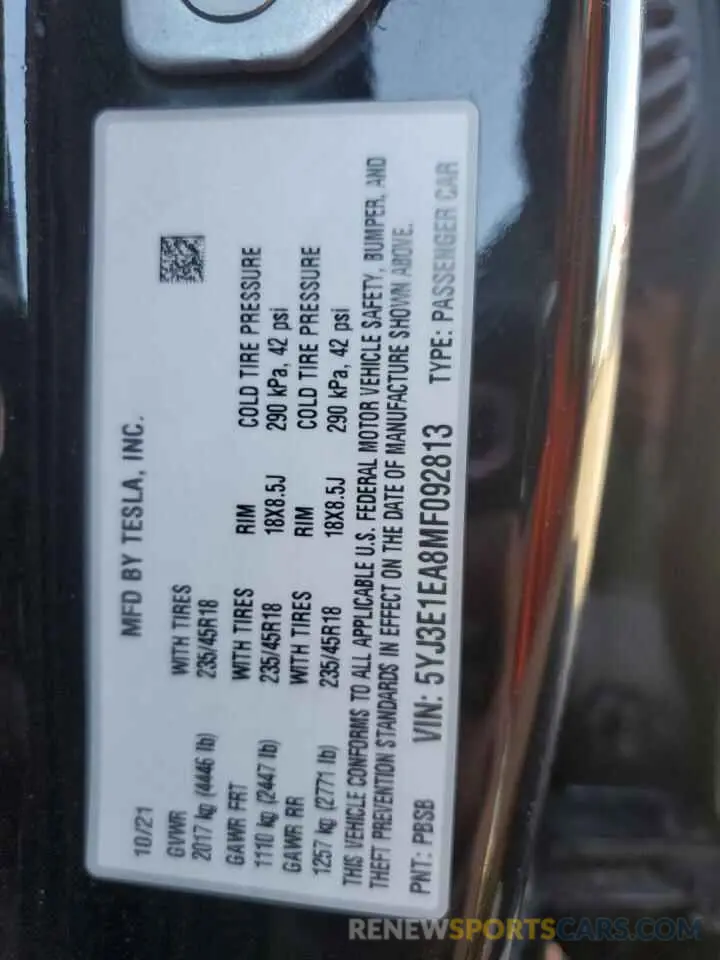 10/21 MFD BY TESLA, INC.
GVWR WITH TIRES
2017 kg (4446 lb) 235/45R18
GAWR FRT WITH TIRES RIM COLD TIRE PRESSURE
1110 kg (2447 lb) 235/45R18 18X8.5J 290 kPa, 42 psi
GAWR RR WITH TIRES RIM COLD TIRE PRESSURE
1257 kg (2771 lb) 235/45R18 18X8.5J 290 kPa, 42 psi
THIS VEHICLE CONFORMS TO ALL APPLICABLE U.S. FEDERAL MOTOR VEHICLE SAFETY, BUMPER, AND
THEFT PREVENTION STANDARDS IN EFFECT ON THE DATE OF MANUFACTURE SHOWN ABOVE.
PNT: PBSB VIN: 5YJ3E1EA8MF092813 TYPE: PASSENGER CAR
RENEWSPORTSCARS.COM